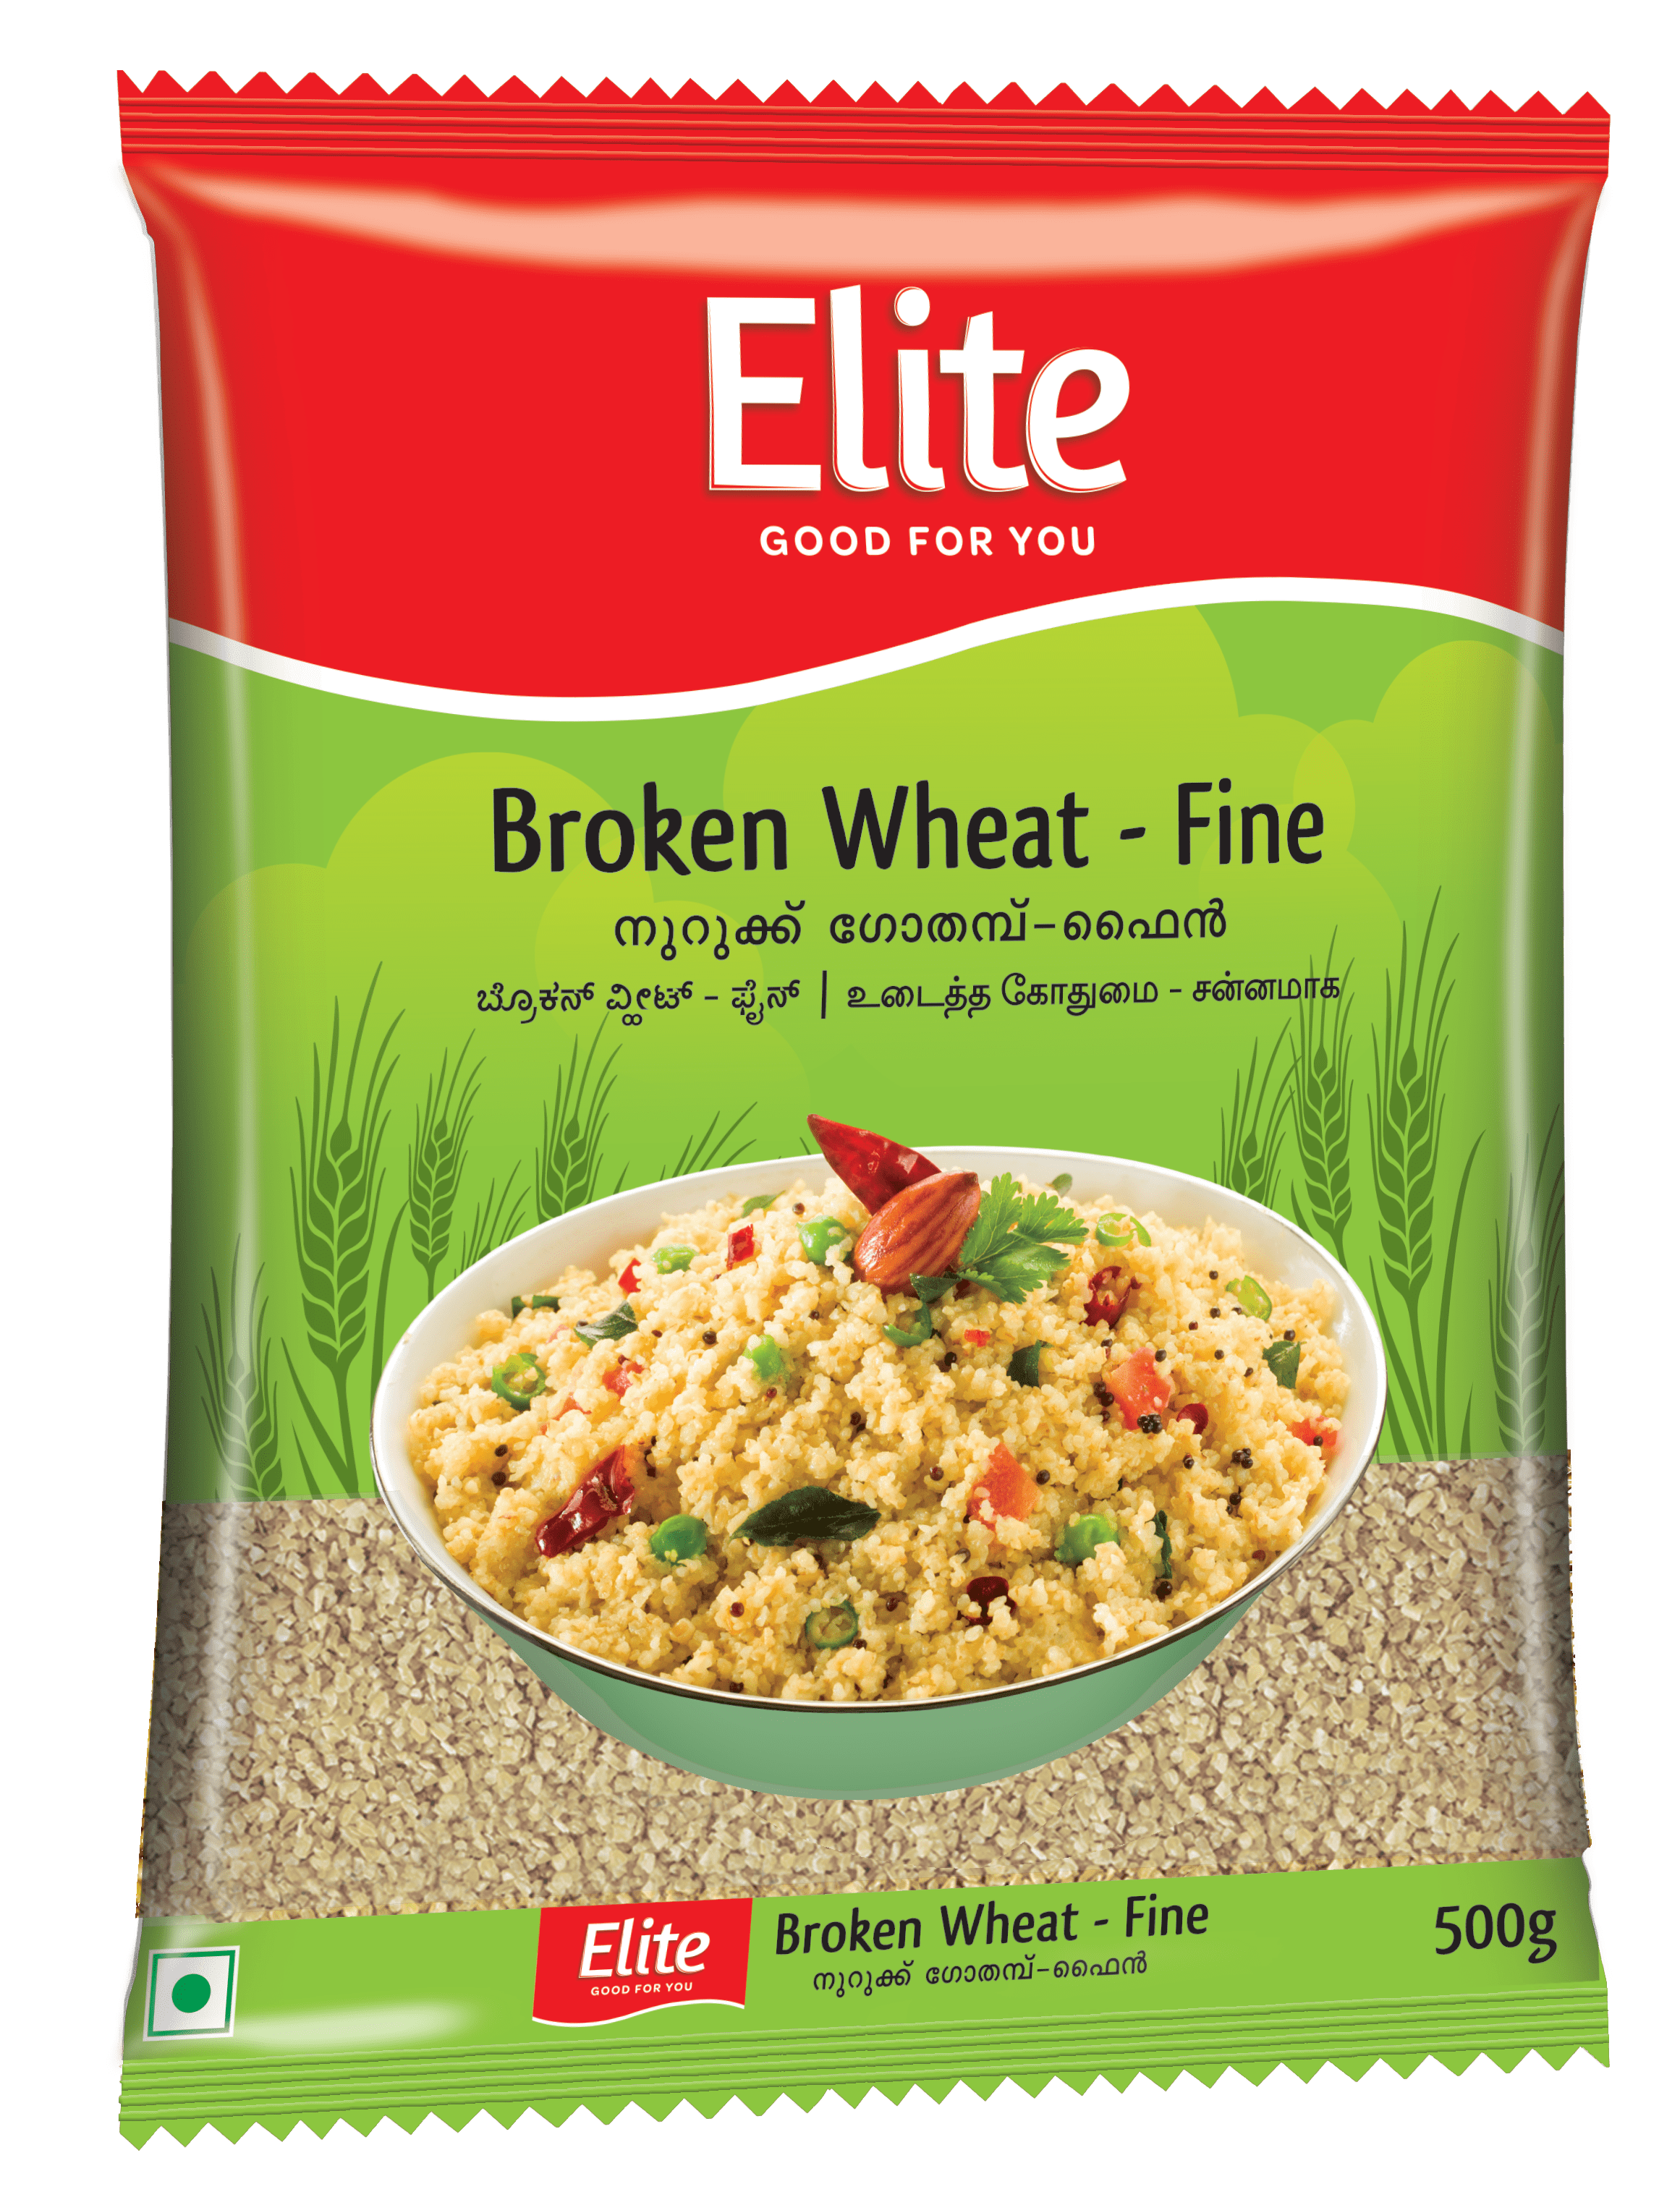 Elite
GOOD FOR YOU
Broken Wheat - Fine
നുറുക്ക് ഗോതമ്പ്-ഫൈൻ
ಬ್ರೊಕನ್ ವ್ಹೀಟ್ - ಫೈನ್ | உடைத்த கோதுமை - சன்னமாக
Elite
GOOD FOR YOU
Broken Wheat - Fine
നുറുക്ക് ഗോതമ്പ്-ഫൈൻ
500g